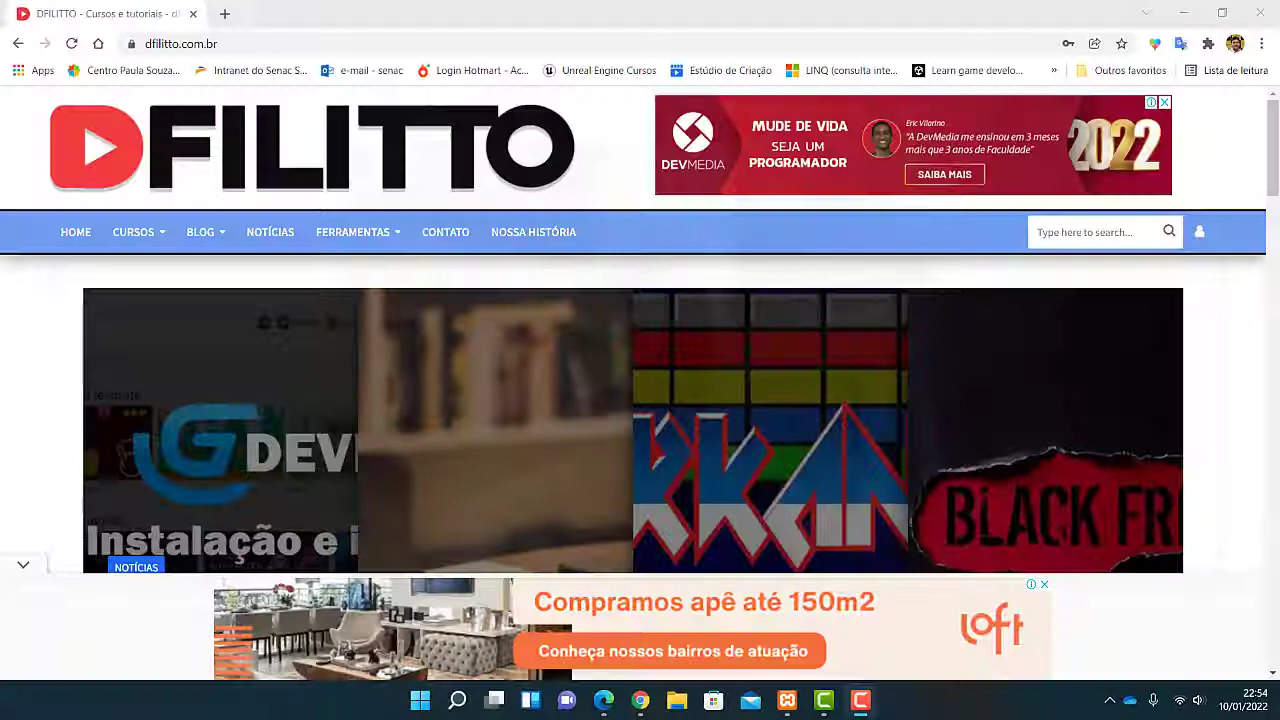 DFILITTO - Cursos e tutoriais - df
dfilitto.com.br
Apps
Centro Paula Souza...
Intranet do Senac S...
e-mail - senac
Login Hotmart - Ac...
Unreal Engine Cursos
Estúdio de Criação
LINQ (consulta inte...
Learn game develo...
»
Outros favoritos
Lista de leitura
DFILITTO
DEVMEDIA
MUDE DE VIDA
SEJA UM
PROGRAMADOR
Eric Vilarino
"A DevMedia me ensinou em 3 meses
mais que 3 anos de Faculdade"
SAIBA MAIS
2022
HOME
CURSOS
BLOG
NOTÍCIAS
FERRAMENTAS
CONTATO
NOSSA HISTÓRIA
Type here to search...
DEV
Instalação e i
NOTÍCIAS
RKAN
BLACK FR
Compramos apê até 150m2
Conheça nossos bairros de atuação
loft
22:54
10/01/2022